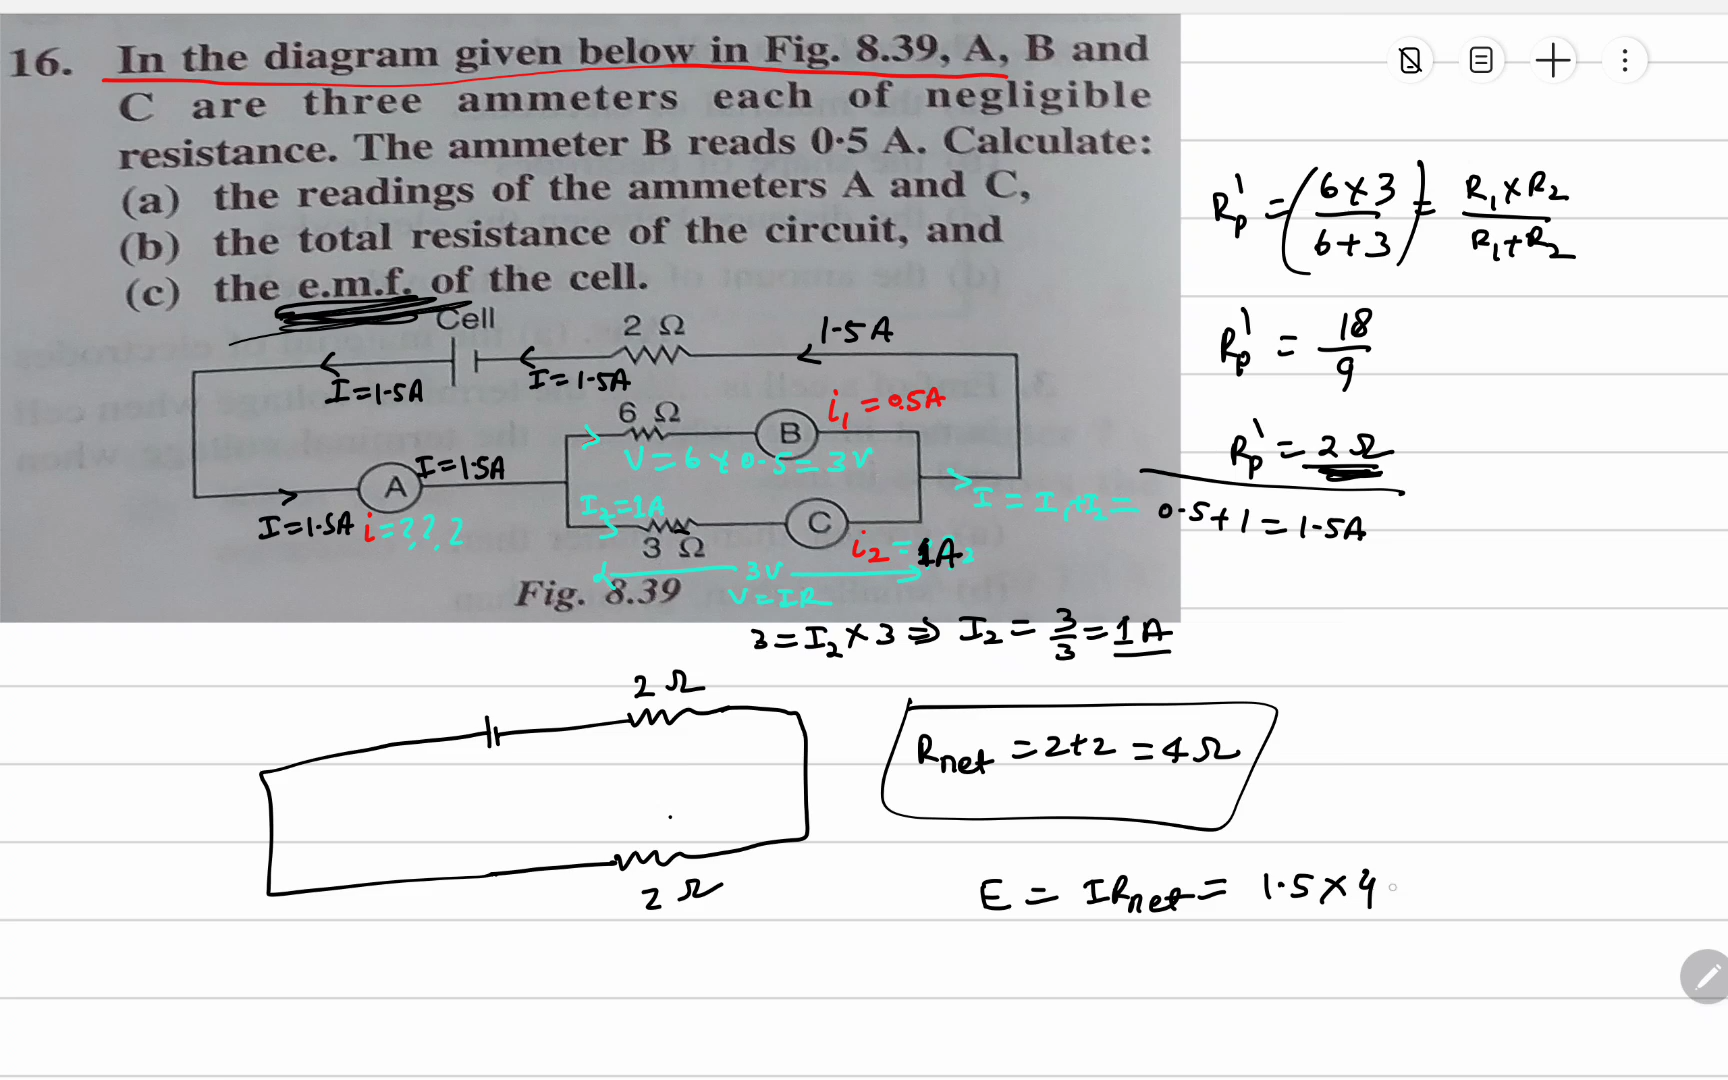 16. In the diagram given below in Fig. 8.39, A, B and
C are three ammeters each of negligible
resistance. The ammeter B reads 0·5 A. Calculate:
(a) the readings of the ammeters A and C,
(b) the total resistance of the circuit, and
(c) the e.m.f. of the cell.
Cell
2 Ω
1.5A
I=1.5A
I=1.5A
6 Ω
B
i₁ = 0.5A
V=6×0.5=3V
A
I=1.5A
I=1.5A
i=???
I₂=1A
3 Ω
C
i₂ =
1A
I = I₁+I₂ =
0.5+1=1.5A
3V
V=IR
Fig. 8.39
3=I₂×3⇒ I₂ = 3/3 = 1A
Rp' = (6×3/6+3) = R₁×R₂/R₁+R₂
Rp' = 18/9
Rp' = 2Ω
2Ω
2Ω
Rnet = 2+2 = 4Ω
E = IRnet = 1.5×4